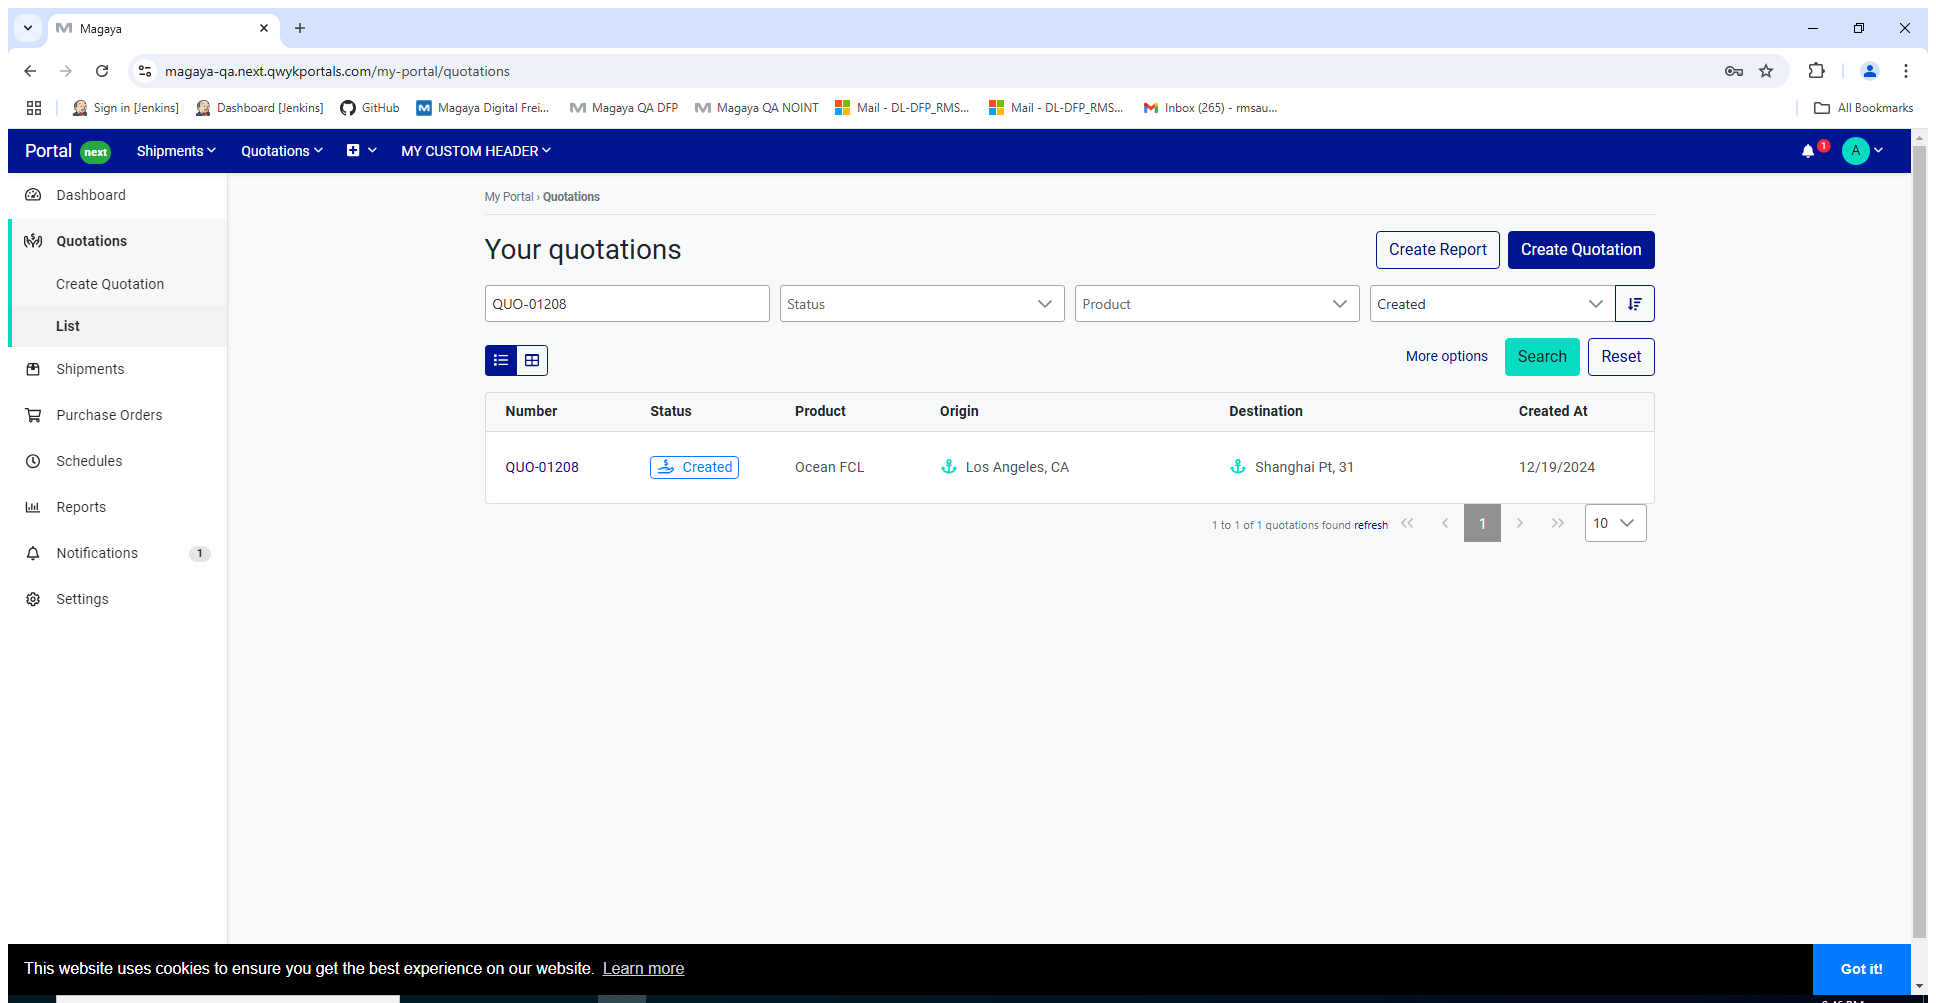 Magaya
magaya-qa.next.qwykportals.com/my-portal/quotations
Sign in [Jenkins] Dashboard [Jenkins] GitHub Magaya Digital Frei... Magaya QA DFP Magaya QA NOINT Mail - DL-DFP_RMS... Mail - DL-DFP_RMS... Inbox (265) - rmsau... All Bookmarks
Portal next Shipments Quotations MY CUSTOM HEADER 1 A
Dashboard
Quotations
Create Quotation
List
Shipments
Purchase Orders
Schedules
Reports
Notifications 1
Settings
My Portal › Quotations
Your quotations Create Report Create Quotation
QUO-01208 Status Product Created
More options Search Reset
Number Status Product Origin Destination Created At
QUO-01208 Created Ocean FCL Los Angeles, CA Shanghai Pt, 31 12/19/2024
1 to 1 of 1 quotations found refresh 1 10
This website uses cookies to ensure you get the best experience on our website. Learn more Got it!